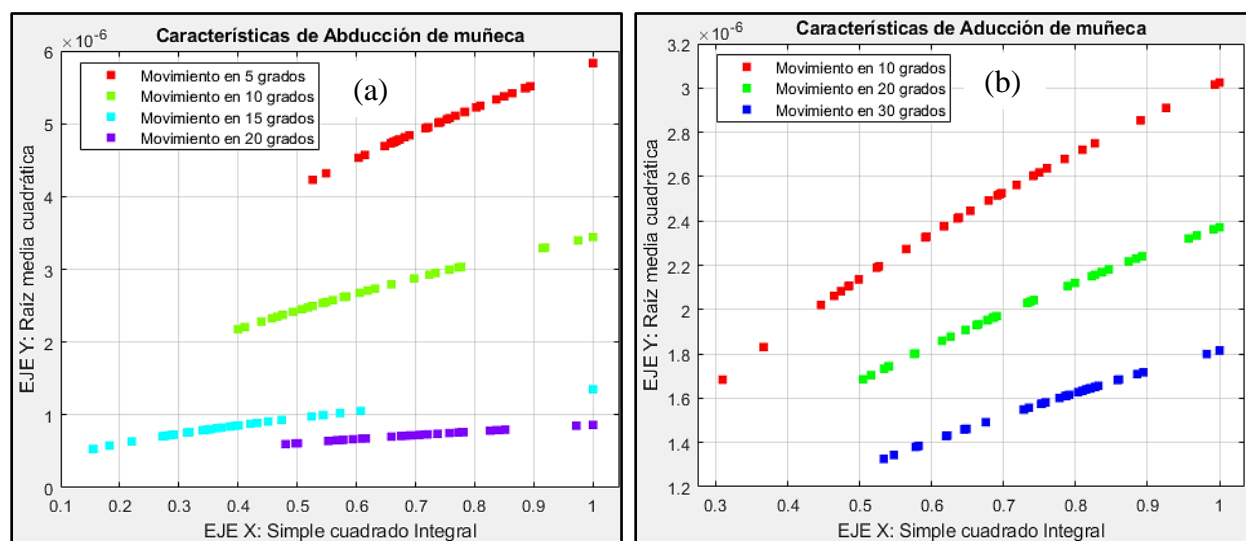 Características de Abducción de muñeca
×10⁻⁶
Movimiento en 5 grados
Movimiento en 10 grados
Movimiento en 15 grados
Movimiento en 20 grados
(a)
EJE Y: Raíz media cuadrática
6
5
4
3
2
1
0
0.1 0.2 0.3 0.4 0.5 0.6 0.7 0.8 0.9 1
EJE X: Simple cuadrado Integral
Características de Aducción de muñeca
×10⁻⁶
Movimiento en 10 grados
Movimiento en 20 grados
Movimiento en 30 grados
(b)
EJE Y: Raíz media cuadrática
3.2
3
2.8
2.6
2.4
2.2
2
1.8
1.6
1.4
1.2
0.3 0.4 0.5 0.6 0.7 0.8 0.9 1
EJE X: Simple cuadrado Integral